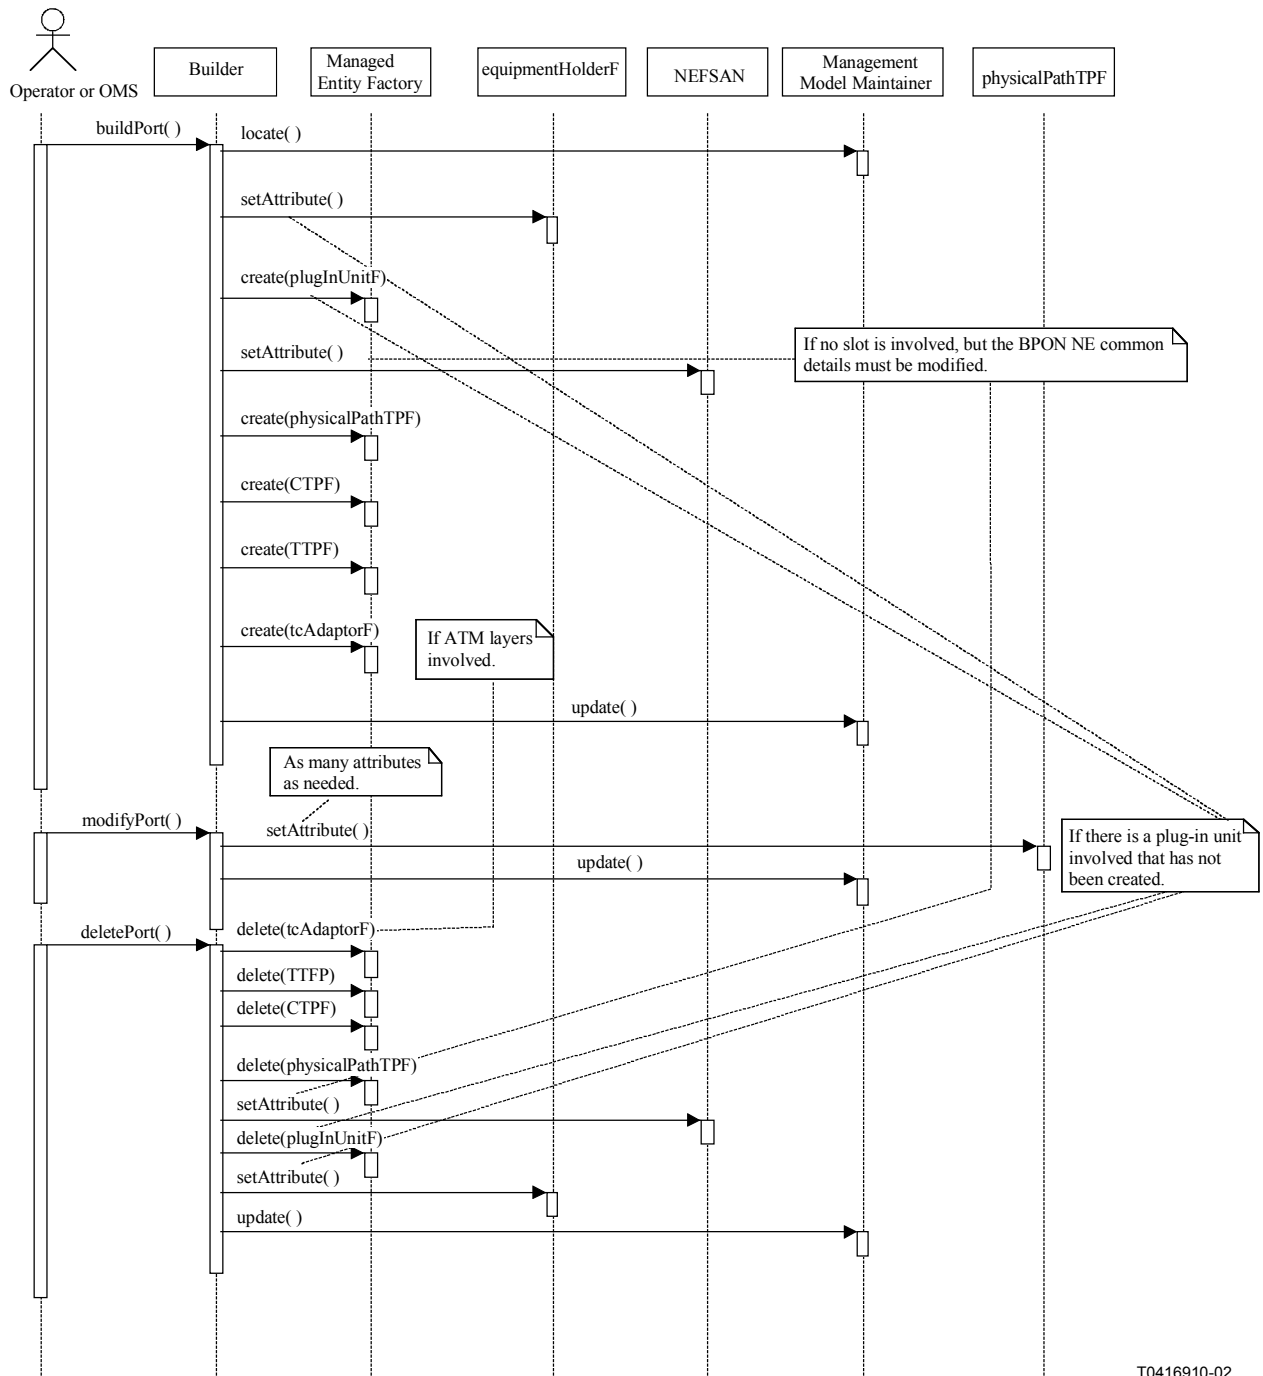 Operator or OMS
Builder
Managed
Entity Factory
equipmentHolderF
NEFSAN
Management
Model Maintainer
physicalPathTPF
buildPort( )
locate( )
setAttribute( )
create(plugInUnitF)
setAttribute( )
If no slot is involved, but the BPON NE common
details must be modified.
create(physicalPathTPF)
create(CTPF)
create(TTPF)
create(tcAdaptorF)
If ATM layers
involved.
update( )
As many attributes
as needed.
modifyPort( )
setAttribute( )
If there is a plug-in unit
involved that has not
been created.
update( )
deletePort( )
delete(tcAdaptorF)
delete(TTFP)
delete(CTPF)
delete(physicalPathTPF)
setAttribute( )
delete(plugInUnitF)
setAttribute( )
update( )
T0416910-02